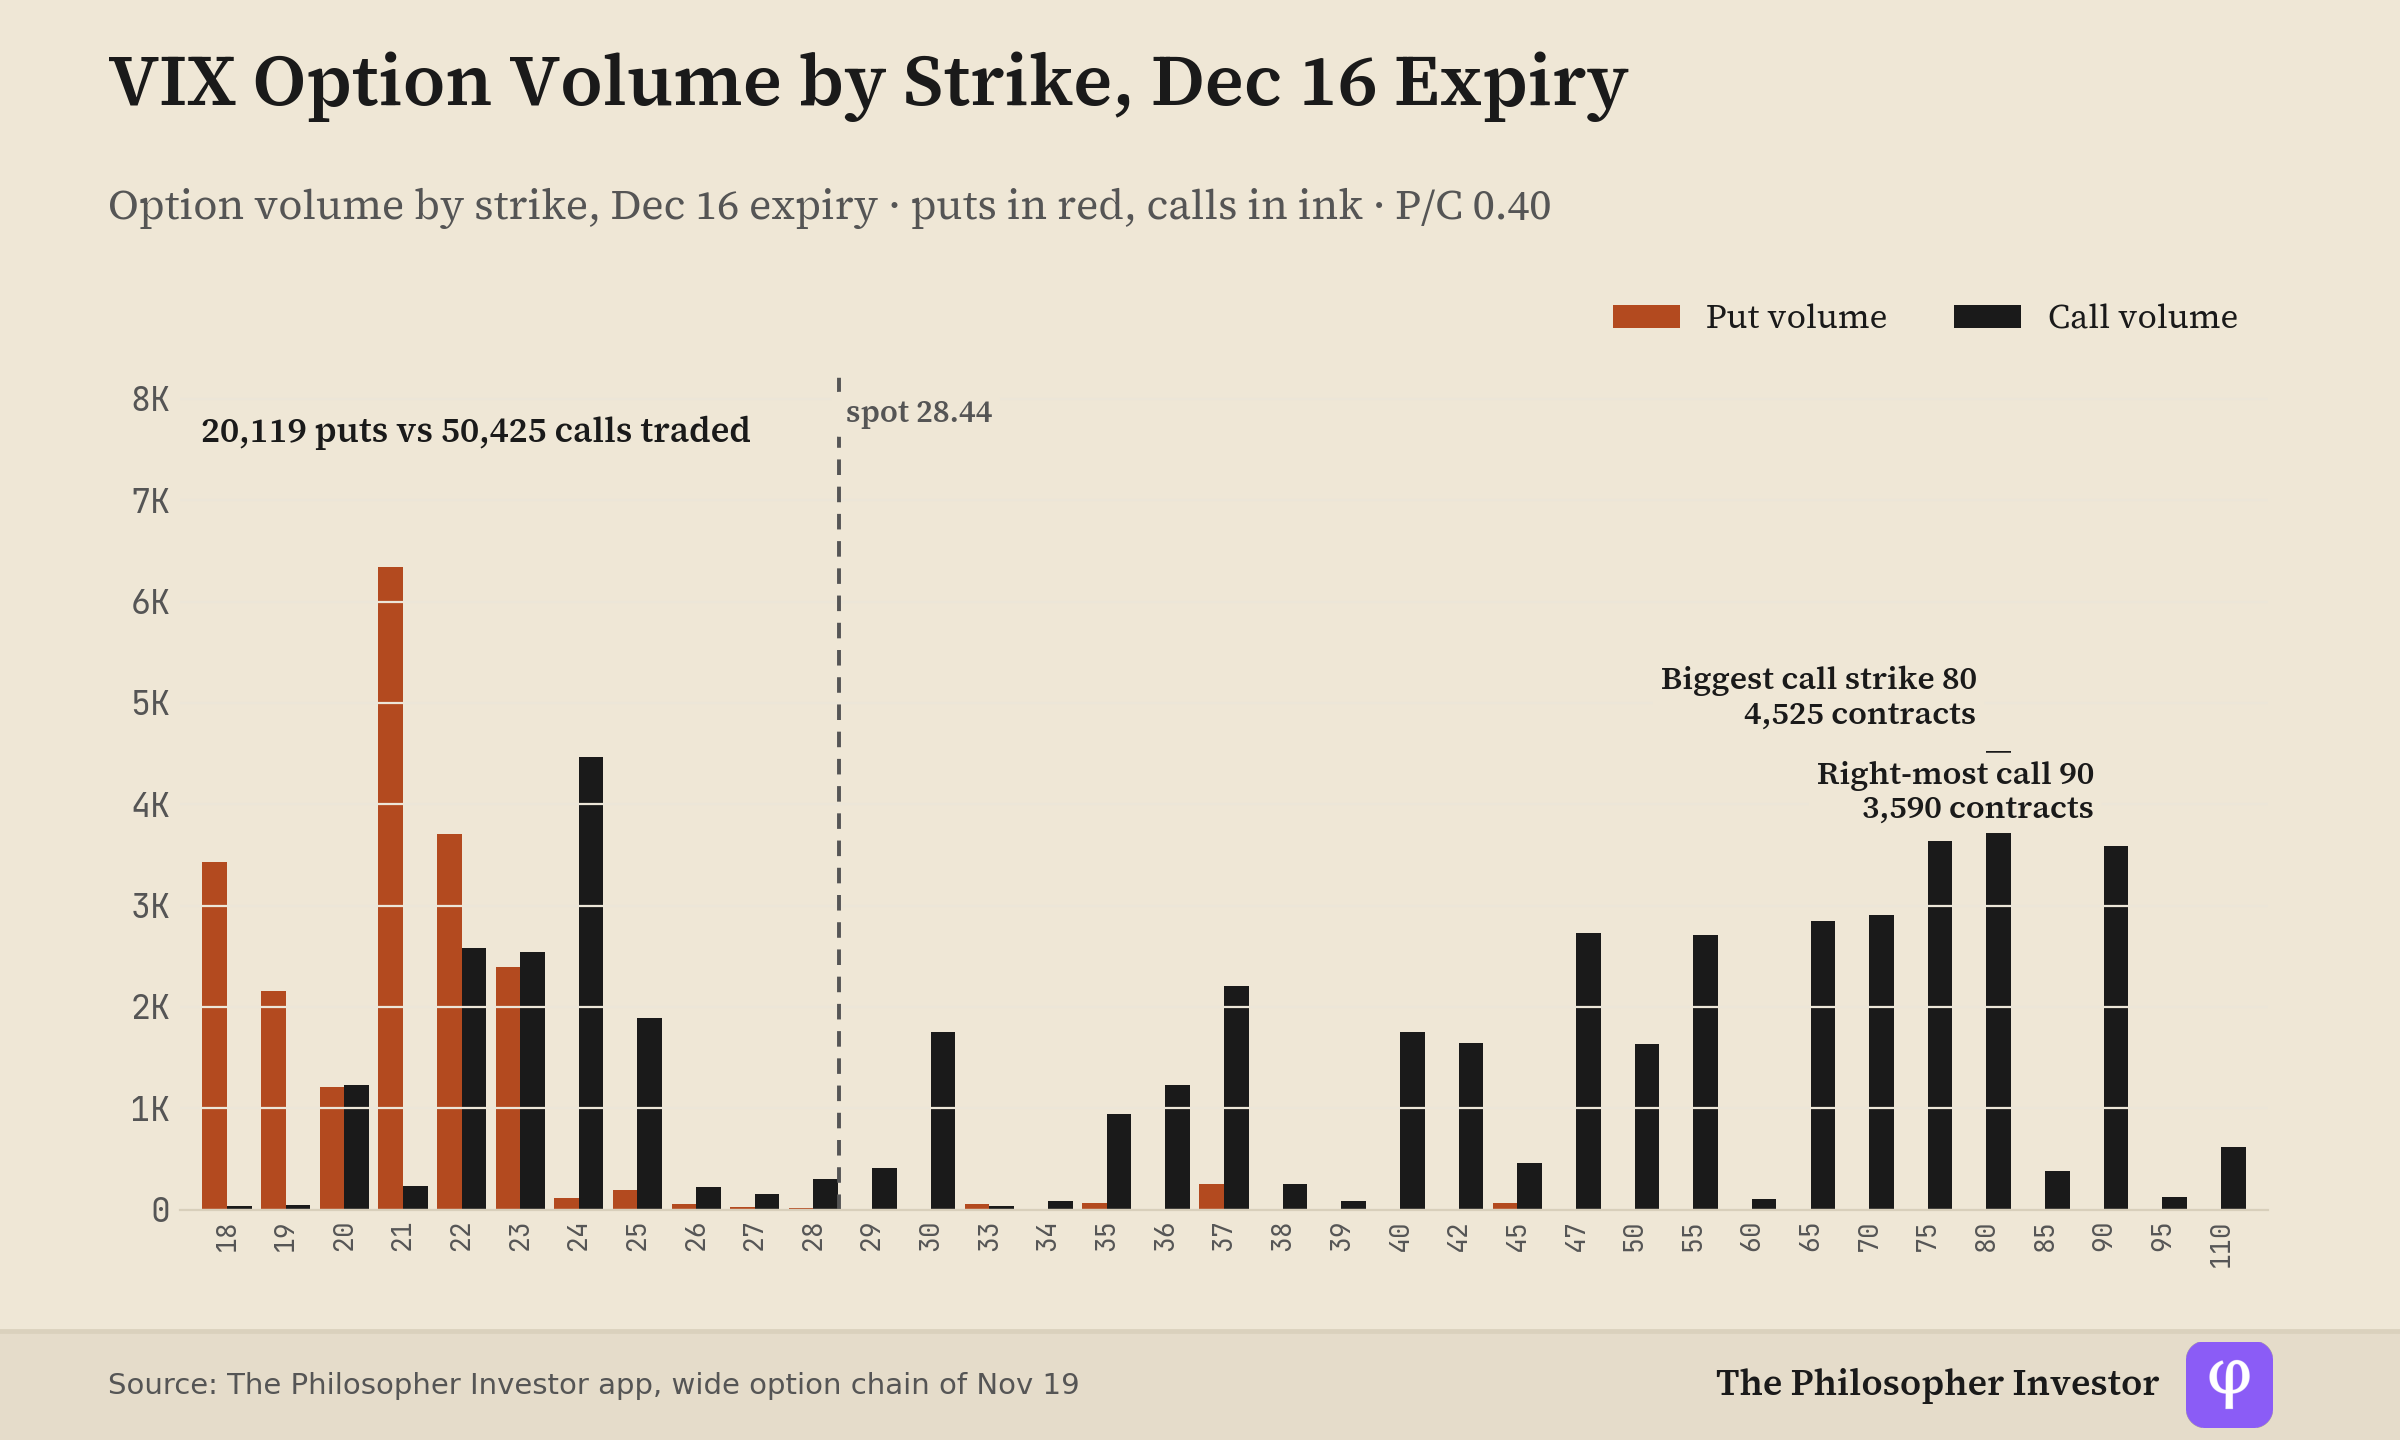 VIX Option Volume by Strike, Dec 16 Expiry
Option volume by strike, Dec 16 expiry · puts in red, calls in ink · P/C 0.40
Put volume
Call volume
8K
7K
6K
5K
4K
3K
2K
1K
0
20,119 puts vs 50,425 calls traded
spot 28.44
Biggest call strike 80
4,525 contracts
Right-most call 90
3,590 contracts
18 19 20 21 22 23 24 25 26 27 28 29 30 33 34 35 36 37 38 39 40 42 45 47 50 55 60 65 70 75 80 85 90 95 110
Source: The Philosopher Investor app, wide option chain of Nov 19
The Philosopher Investor
φ